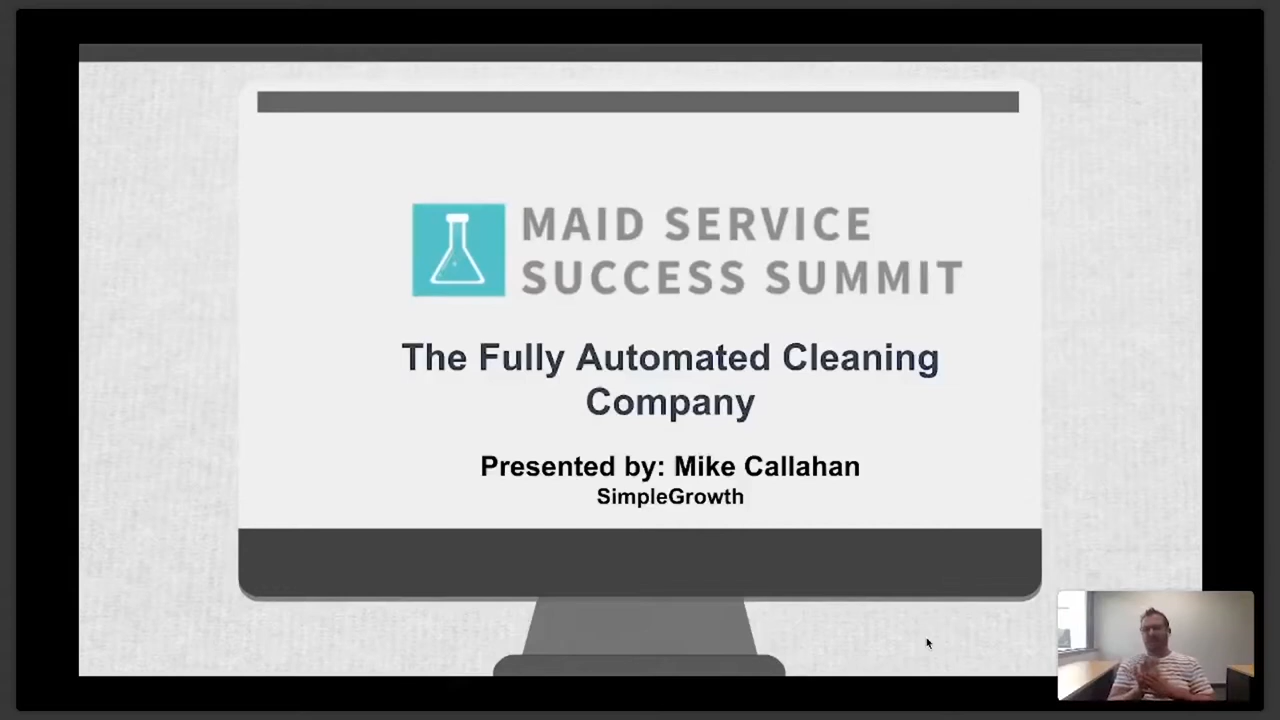 MAID SERVICE
SUCCESS SUMMIT
The Fully Automated Cleaning
Company
Presented by: Mike Callahan
SimpleGrowth